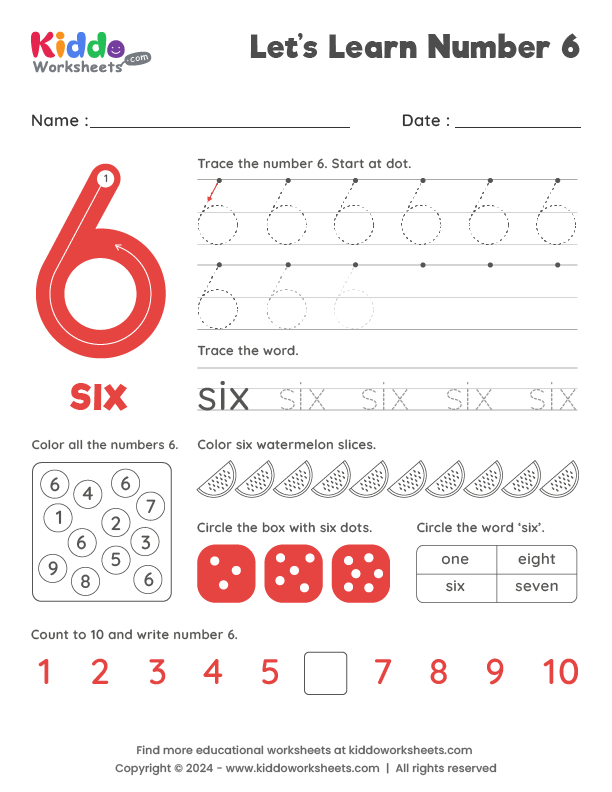 Kiddo
Worksheets .com
Let's Learn Number 6
Name :
Date :
1
Trace the number 6. Start at dot.
6 6 6 6 6 6
6 6 6
six
Trace the word.
six six six six six
Color all the numbers 6.
6 4 6 7
1 2
6 3
9 5
8 6
Color six watermelon slices.
Circle the box with six dots.
Circle the word ‘six’.
one eight
six seven
Count to 10 and write number 6.
1 2 3 4 5 7 8 9 10
Find more educational worksheets at kiddoworksheets.com
Copyright © 2024 - www.kiddoworksheets.com | All rights reserved